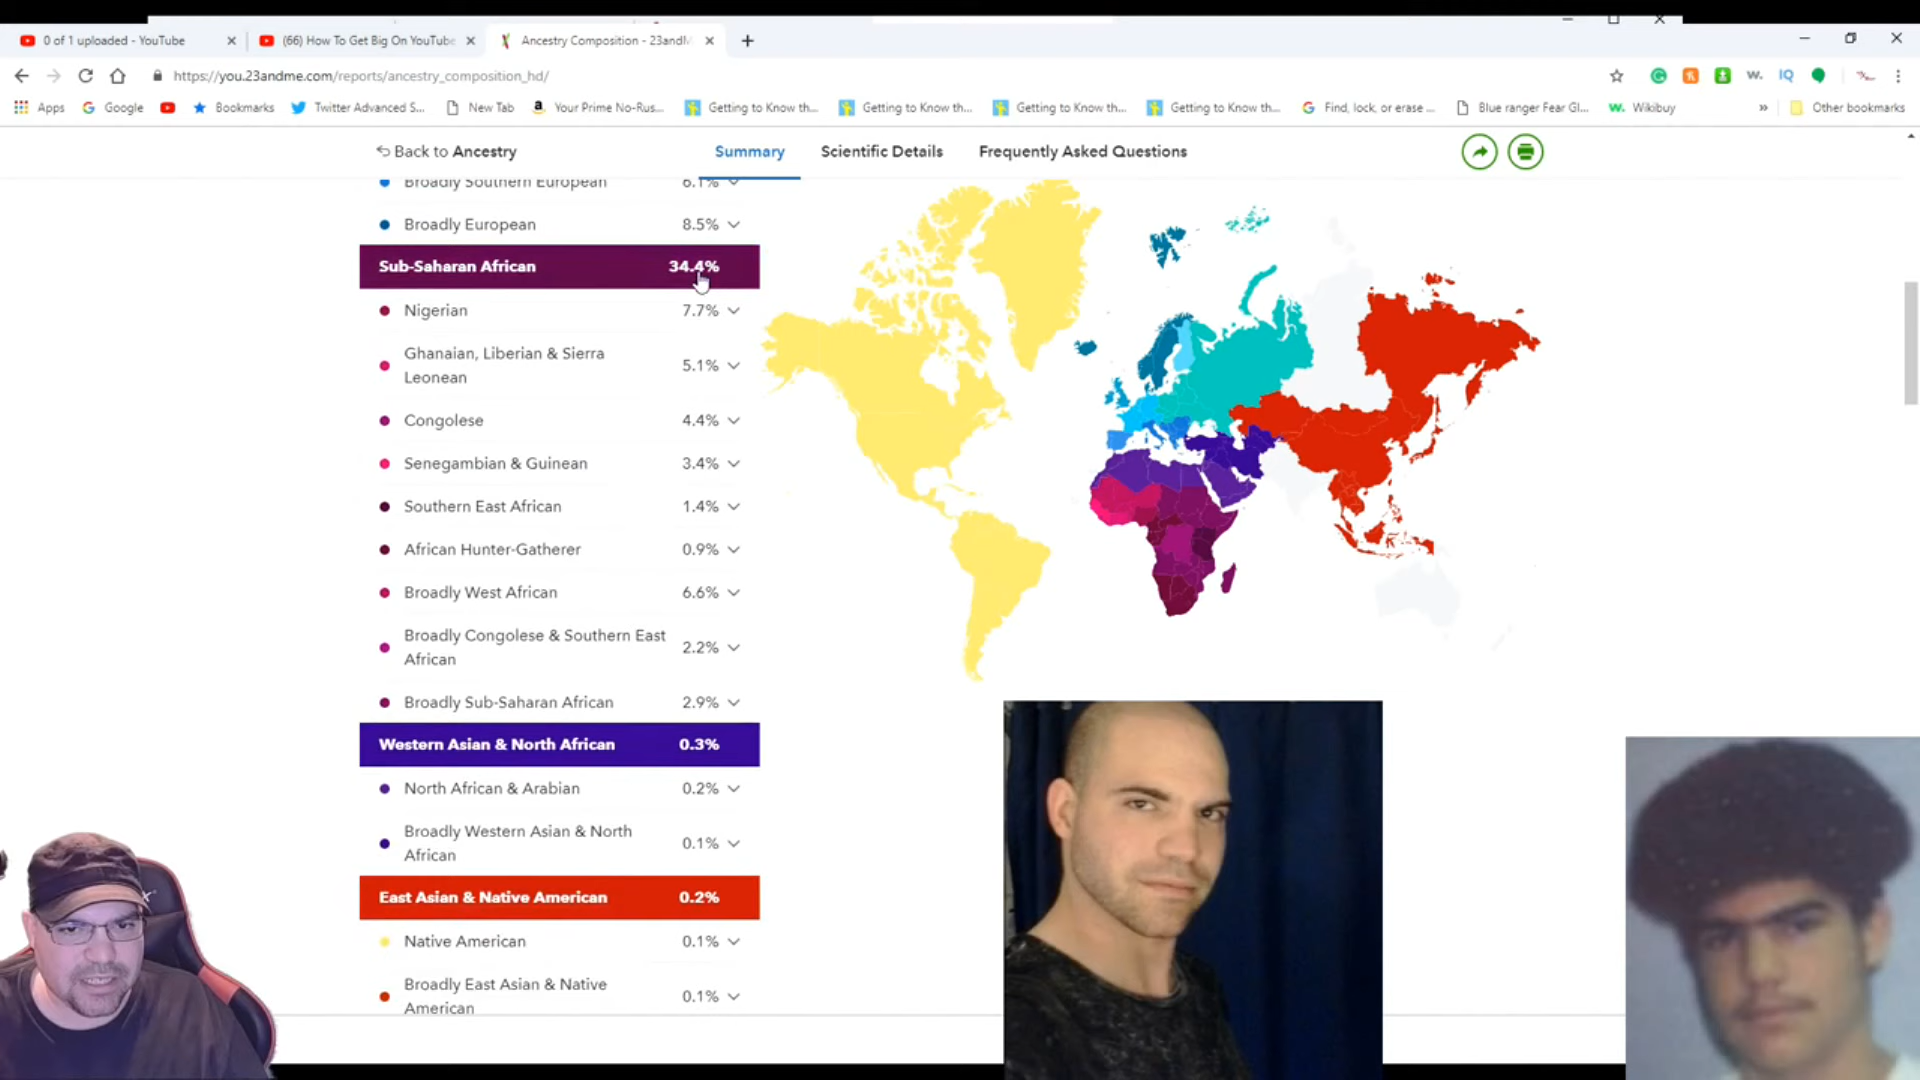 0 of 1 uploaded - YouTube
(66) How To Get Big On YouTube
Ancestry Composition - 23andM
https://you.23andme.com/reports/ancestry_composition_hd/
Apps
Google
Bookmarks
Twitter Advanced S...
New Tab
Your Prime No-Rus...
Getting to Know th...
Getting to Know th...
Getting to Know th...
Getting to Know th...
Find, lock, or erase ...
Blue ranger Fear Gl...
Wikibuy
Other bookmarks
Back to Ancestry
Summary
Scientific Details
Frequently Asked Questions
Broadly Southern European 6.1%
Broadly European 8.5%
Sub-Saharan African 34.4%
Nigerian 7.7%
Ghanaian, Liberian & Sierra
Leonean 5.1%
Congolese 4.4%
Senegambian & Guinean 3.4%
Southern East African 1.4%
African Hunter-Gatherer 0.9%
Broadly West African 6.6%
Broadly Congolese & Southern East
African 2.2%
Broadly Sub-Saharan African 2.9%
Western Asian & North African 0.3%
North African & Arabian 0.2%
Broadly Western Asian & North
African 0.1%
East Asian & Native American 0.2%
Native American 0.1%
Broadly East Asian & Native
American 0.1%